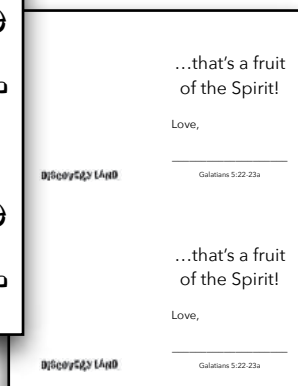 …that's a fruit
of the Spirit!
Love,
DISCOVERY LAND
Galatians 5:22-23a
…that's a fruit
of the Spirit!
Love,
DISCOVERY LAND
Galatians 5:22-23a